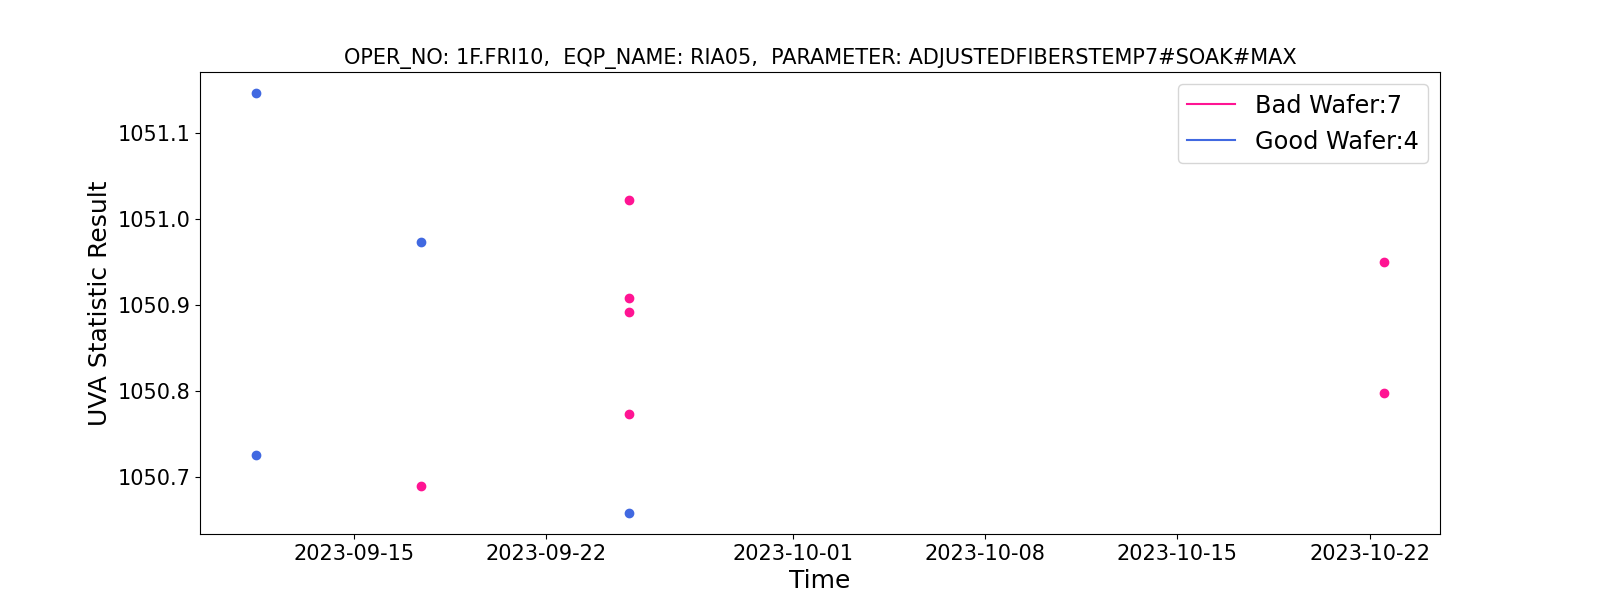 OPER_NO: 1F.FRI10,  EQP_NAME: RIA05,  PARAMETER: ADJUSTEDFIBERSTEMP7#SOAK#MAX
Bad Wafer:7
Good Wafer:4
UVA Statistic Result
1051.1
1051.0
1050.9
1050.8
1050.7
2023-09-15
2023-09-22
2023-10-01
2023-10-08
2023-10-15
2023-10-22
Time